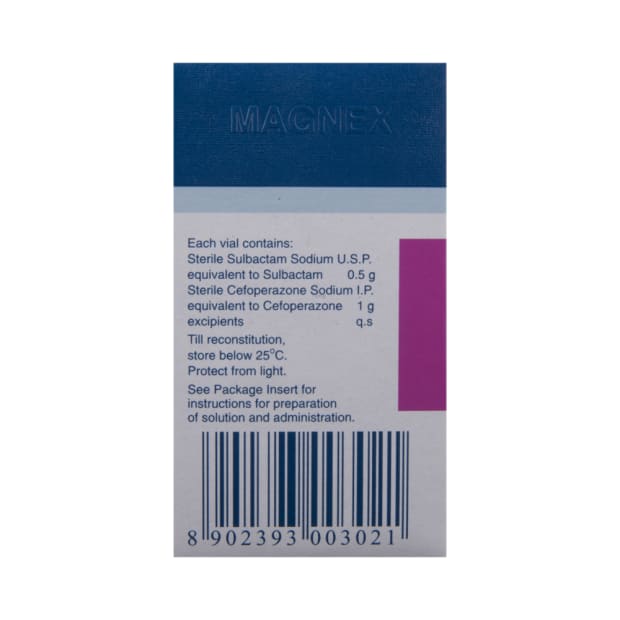 MAGNEX
Each vial contains:
Sterile Sulbactam Sodium U.S.P.
equivalent to Sulbactam 0.5 g
Sterile Cefoperazone Sodium I.P.
equivalent to Cefoperazone 1 g
excipients q.s
Till reconstitution,
store below 25°C.
Protect from light.
See Package Insert for
instructions for preparation
of solution and administration.
8 902393 003021